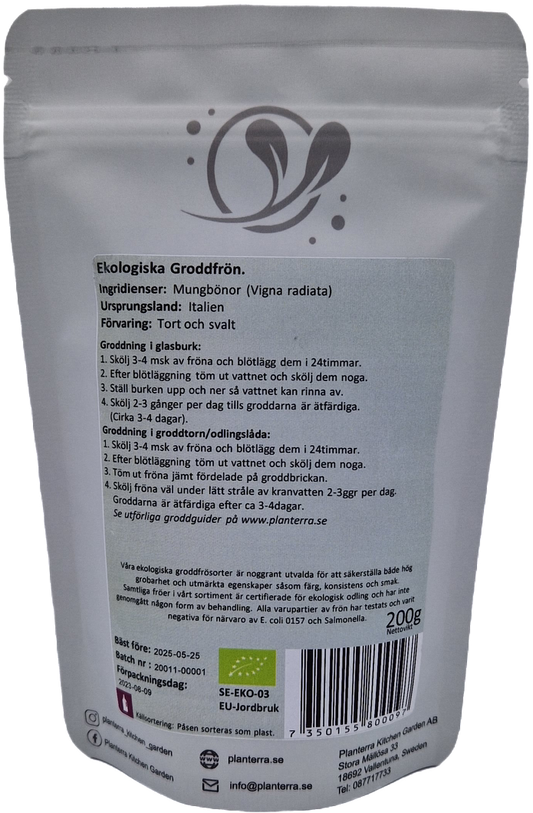 Ekologiska Groddfrön.
Ingridienser: Mungbönor (Vigna radiata)
Ursprungsland: Italien
Förvaring: Tort och svalt
Groddning i glasburk:
1. Skölj 3-4 msk av fröna och blötlägg dem i 24timmar.
2. Efter blötläggning töm ut vattnet och skölj dem noga.
3. Ställ burken upp och ner så vattnet kan rinna av.
4. Skölj 2-3 gånger per dag tills groddarna är ätfärdiga.
(Cirka 3-4 dagar).
Groddning i groddtorn/odlingslåda:
1. Skölj 3-4 msk av fröna och blötlägg dem i 24timmar.
2. Efter blötläggning töm ut vattnet och skölj dem noga.
3. Töm ut fröna jämt fördelade på groddbrickan.
4. Skölj fröna väl under lätt stråle av kranvatten 2-3ggr per dag.
Groddarna är ätfärdiga efter ca 3-4dagar.
Se utförliga groddguider på www.planterra.se
Våra ekologiska groddfrösorter är noggrant utvalda för att säkerställa både hög
grobarhet och utmärkta egenskaper såsom färg, konsistens och smak.
Samtliga fröer i vårt sortiment är certifierade för ekologisk odling och har inte
genomgått någon form av behandling. Alla varupartier av frön har testats och varit
negativa för närvaro av E. coli 0157 och Salmonella.
200g
Nettovikt
Bäst före: 2025-05-25
Batch nr : 20011-00001
Förpackningsdag:
2023-08-09
SE-EKO-03
EU-Jordbruk
Källsortering: Påsen sorteras som plast.
7 350155 800097
planterra_kitchen_garden
Planterra Kitchen Garden
planterra.se
info@planterra.se
Planterra Kitchen Garden AB
Stora Mällösa 33
18692 Vallentuna, Sweden
Tel: 087717733